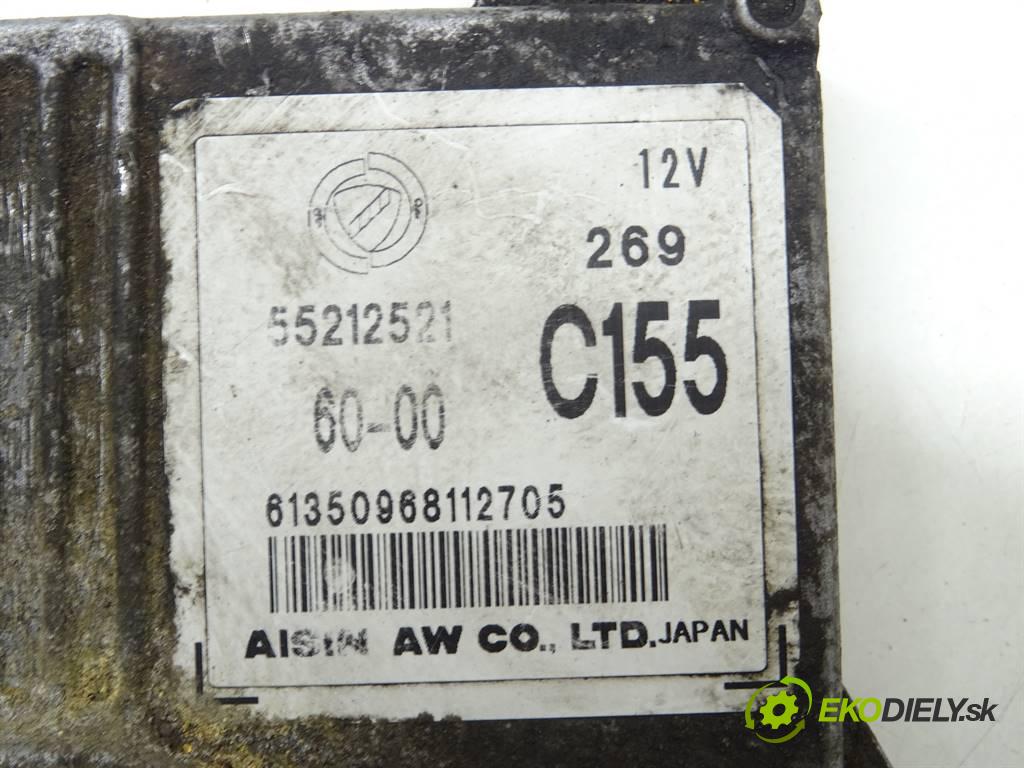 12V
269
55212521
C155
60-00
61350968112705
AISIN AW CO., LTD. JAPAN
EKODIELY.sk